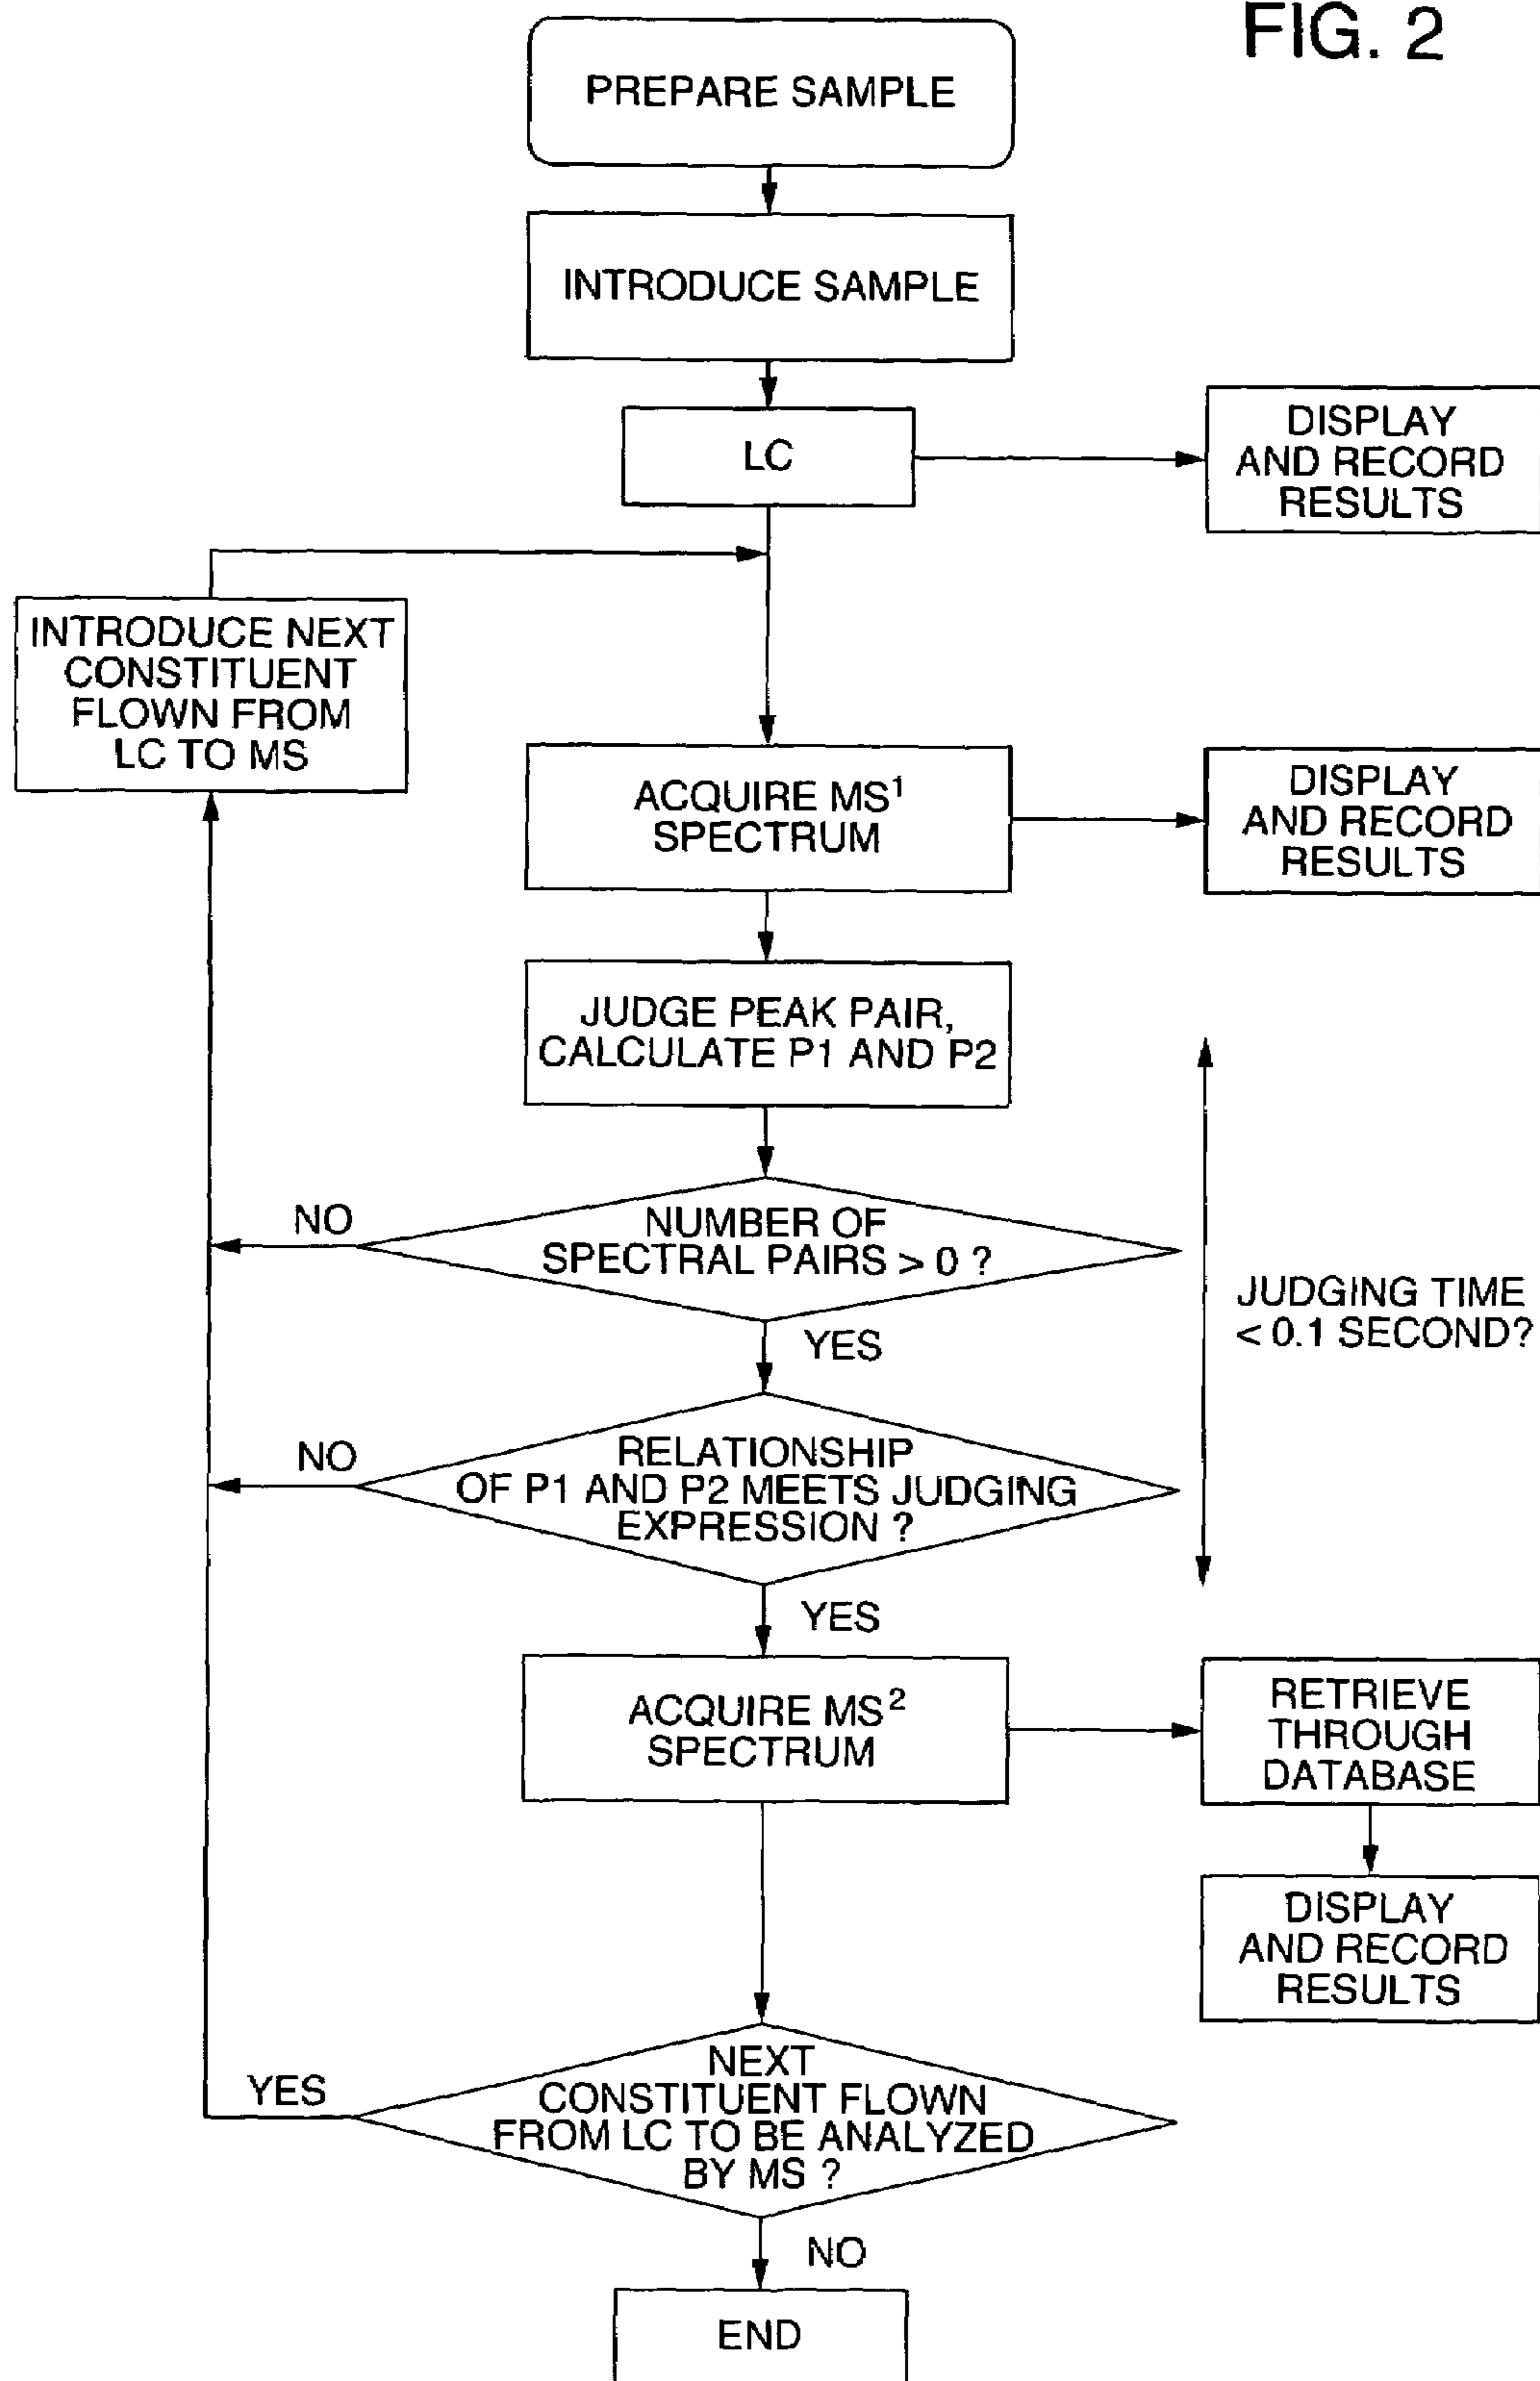 FIG. 2
PREPARE SAMPLE
INTRODUCE SAMPLE
LC
DISPLAY
AND RECORD
RESULTS
INTRODUCE NEXT
CONSTITUENT
FLOWN FROM
LC TO MS
ACQUIRE MS¹
SPECTRUM
DISPLAY
AND RECORD
RESULTS
JUDGE PEAK PAIR,
CALCULATE P1 AND P2
NO
NUMBER OF
SPECTRAL PAIRS > 0 ?
JUDGING TIME
< 0.1 SECOND?
YES
NO
RELATIONSHIP
OF P1 AND P2 MEETS JUDGING
EXPRESSION ?
YES
ACQUIRE MS²
SPECTRUM
RETRIEVE
THROUGH
DATABASE
DISPLAY
AND RECORD
RESULTS
YES
NEXT
CONSTITUENT FLOWN
FROM LC TO BE ANALYZED
BY MS ?
NO
END